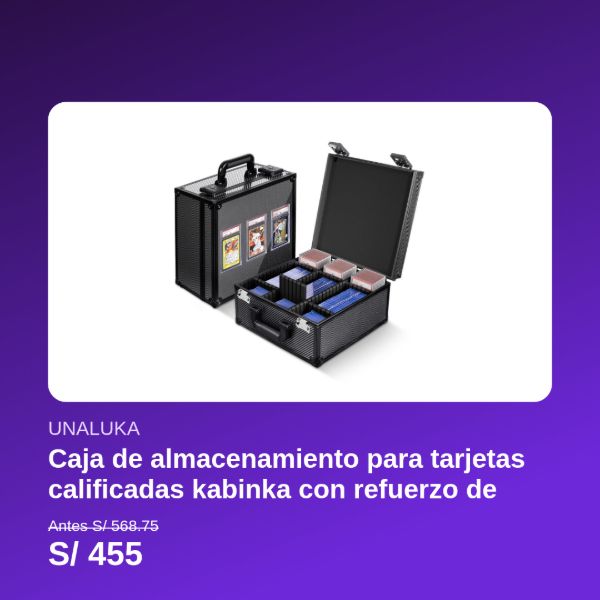 UNALUKA
Caja de almacenamiento para tarjetas
calificadas kabinka con refuerzo de
Antes S/ 568.75
S/ 455